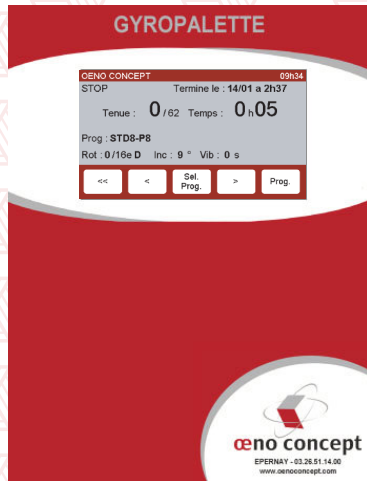 GYROPALETTE
OENO CONCEPT 09h34
STOP Termine le : 14/01 a 2h37
Tenue : 0 / 62 Temps : 0 h 05
Prog : STD8-P8
Rot : 0 /16e D Inc : 9 ° Vib : 0 s
<< < Sel. Prog. > Prog.
œno concept
EPERNAY - 03.26.51.14.00
www.oenoconcept.com